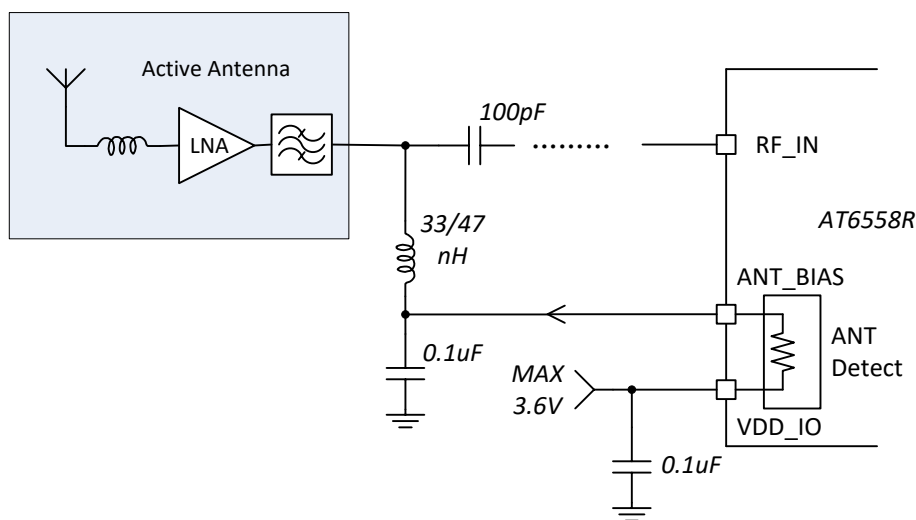 Active Antenna
LNA
100pF
RF_IN
AT6558R
33/47
nH
ANT_BIAS
ANT
Detect
0.1uF
MAX
3.6V
VDD_IO
0.1uF